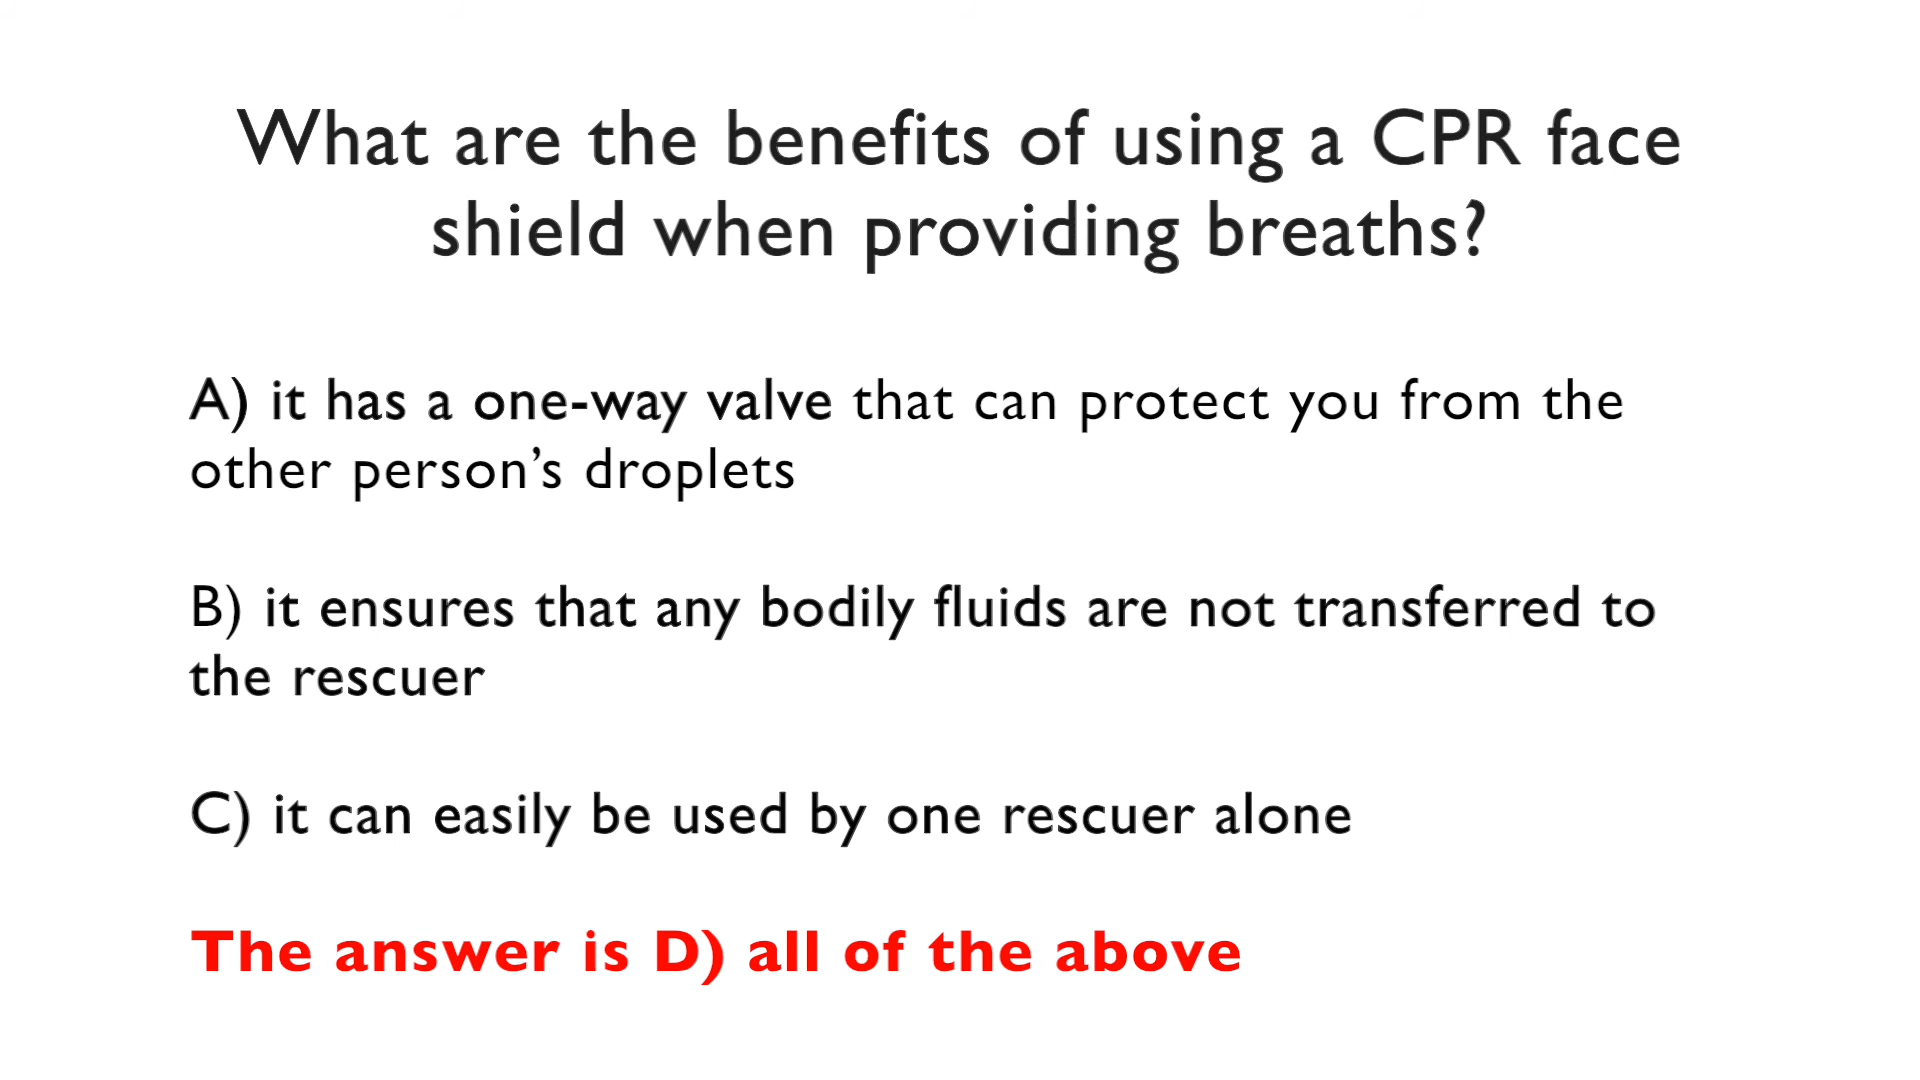 What are the benefits of using a CPR face
shield when providing breaths?
A) it has a one-way valve that can protect you from the
other person’s droplets
B) it ensures that any bodily fluids are not transferred to
the rescuer
C) it can easily be used by one rescuer alone
The answer is D) all of the above